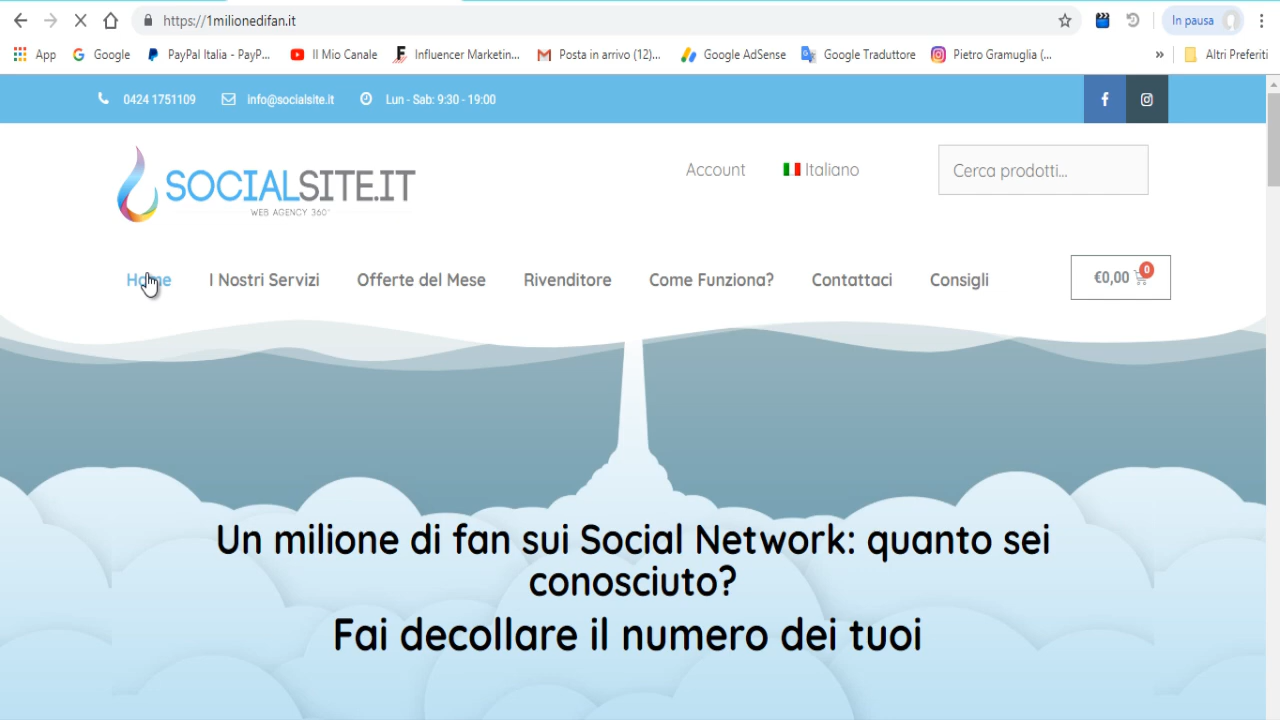 https://1milionedifan.it
In pausa
App Google PayPal Italia - PayP... Il Mio Canale Influencer Marketin... Posta in arrivo (12)... Google AdSense Google Traduttore Pietro Gramuglia (... » Altri Preferiti
0424 1751109 info@socialsite.it Lun - Sab: 9:30 - 19:00
SOCIALSITE.IT
WEB AGENCY 360°
Account Italiano Cerca prodotti...
Home I Nostri Servizi Offerte del Mese Rivenditore Come Funziona? Contattaci Consigli €0,00 0
Un milione di fan sui Social Network: quanto sei
conosciuto?
Fai decollare il numero dei tuoi